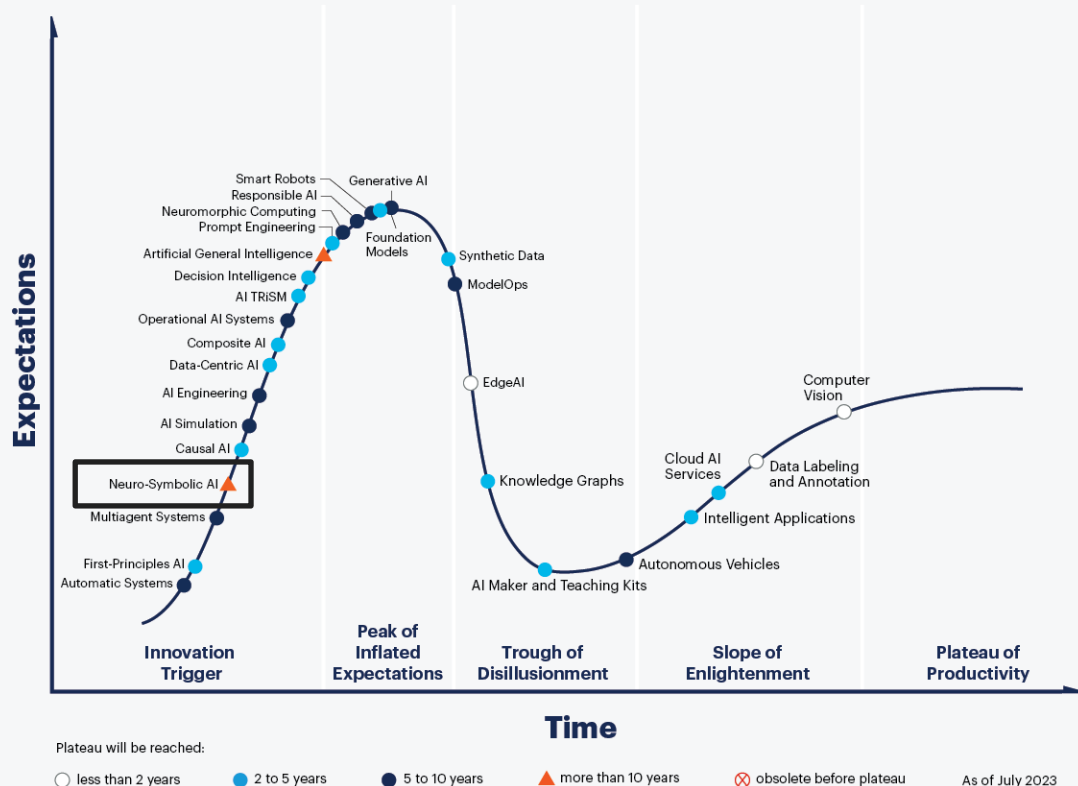 Expectations
Smart Robots
Generative AI
Responsible AI
Neuromorphic Computing
Prompt Engineering
Foundation
Models
Artificial General Intelligence
Decision Intelligence
AI TRiSM
Operational AI Systems
Composite AI
Data-Centric AI
AI Engineering
AI Simulation
Causal AI
Neuro-Symbolic AI
Multiagent Systems
First-Principles AI
Automatic Systems
Synthetic Data
ModelOps
EdgeAI
Knowledge Graphs
AI Maker and Teaching Kits
Autonomous Vehicles
Intelligent Applications
Cloud AI
Services
Data Labeling
and Annotation
Computer
Vision
Innovation
Trigger
Peak of
Inflated
Expectations
Trough of
Disillusionment
Slope of
Enlightenment
Plateau of
Productivity
Time
Plateau will be reached:
less than 2 years
2 to 5 years
5 to 10 years
more than 10 years
obsolete before plateau
As of July 2023